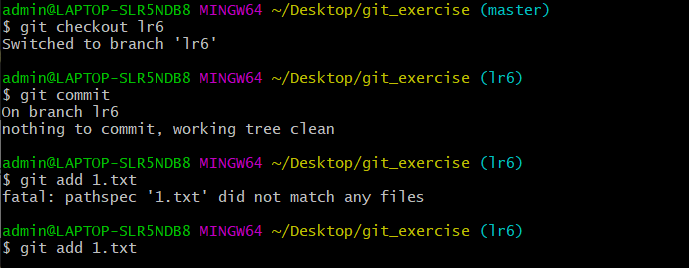 admin@LAPTOP-SLR5NDB8 MINGW64 ~/Desktop/git_exercise (master)
$ git checkout lr6
Switched to branch 'lr6'
admin@LAPTOP-SLR5NDB8 MINGW64 ~/Desktop/git_exercise (lr6)
$ git commit
On branch lr6
nothing to commit, working tree clean
admin@LAPTOP-SLR5NDB8 MINGW64 ~/Desktop/git_exercise (lr6)
$ git add 1.txt
fatal: pathspec '1.txt' did not match any files
admin@LAPTOP-SLR5NDB8 MINGW64 ~/Desktop/git_exercise (lr6)
$ git add 1.txt